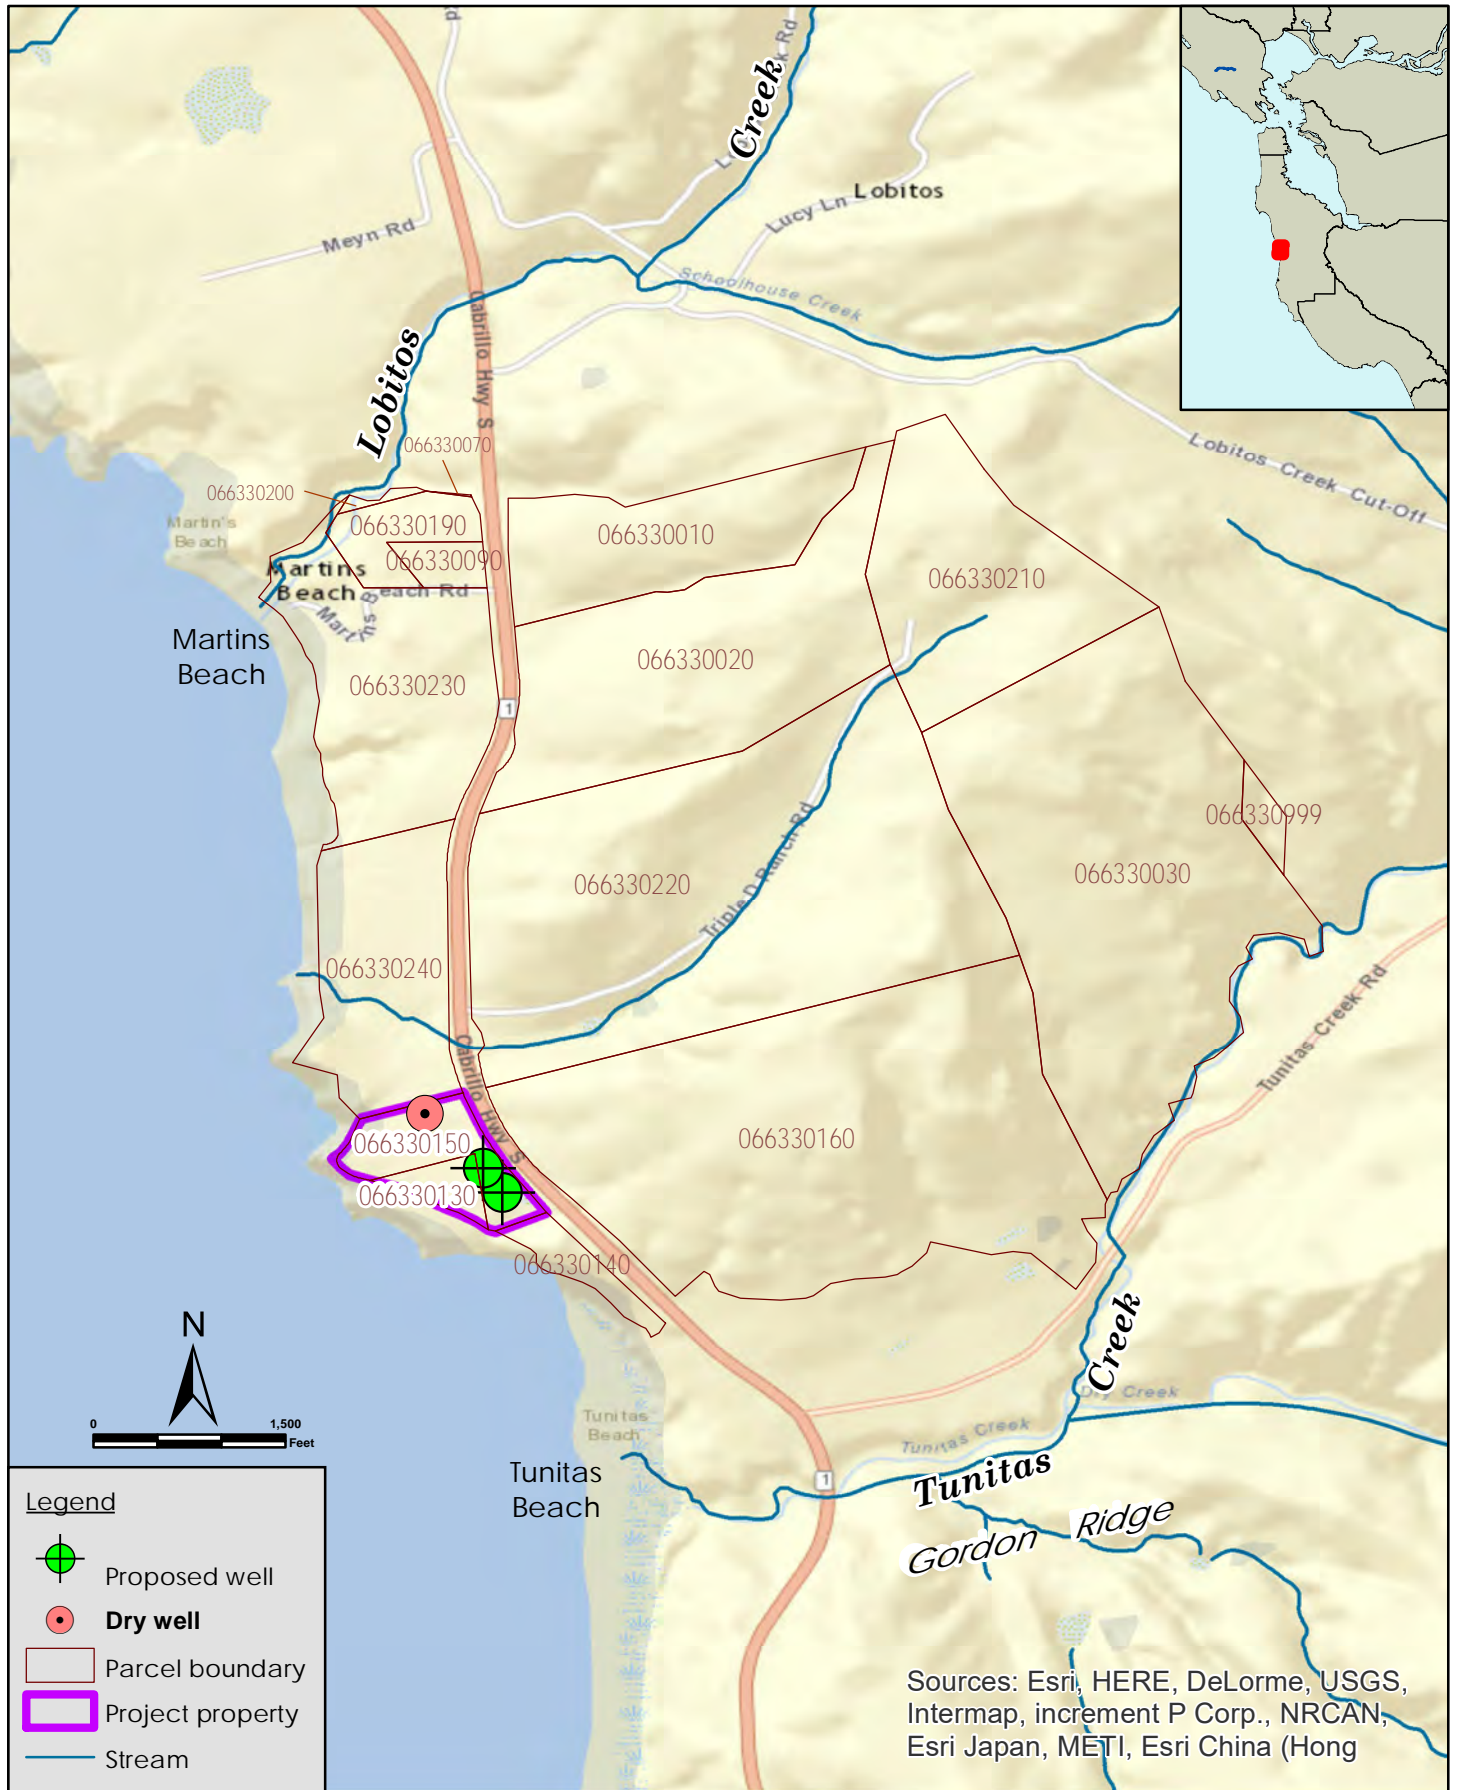 Creek
k Rd
Lucy Ln
Lobitos
Meyn Rd
Schoolhouse Creek
Cabrillo Hwy S
Lobitos
Lobitos Creek Cut-Off
066330070
066330200
Martin's
Beach
066330190
066330010
066330090
Martins
Beach
Martins Beach Rd
066330210
Martins
Beach
066330020
066330230
1
066330999
066330220
066330030
Triple D Ranch Rd
066330240
Tunitas Creek Rd
Cabrillo Hwy S
066330150
066330160
066330130
066330140
N
0 1,500
Feet
Creek
Dry Creek
Tunitas
Beach
Tunitas Creek
Tunitas
Beach
1
Tunitas
Gordon Ridge
Legend
Proposed well
Dry well
Parcel boundary
Project property
Stream
Sources: Esri, HERE, DeLorme, USGS,
Intermap, increment P Corp., NRCAN,
Esri Japan, METI, Esri China (Hong